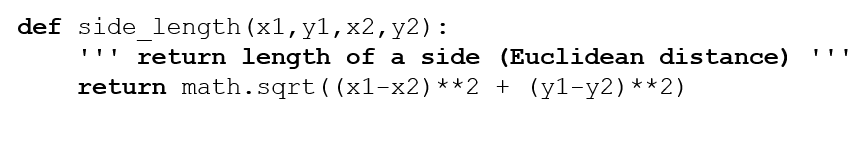 def side_length(x1,y1,x2,y2):
    ''' return length of a side (Euclidean distance) '''
    return math.sqrt((x1-x2)**2 + (y1-y2)**2)